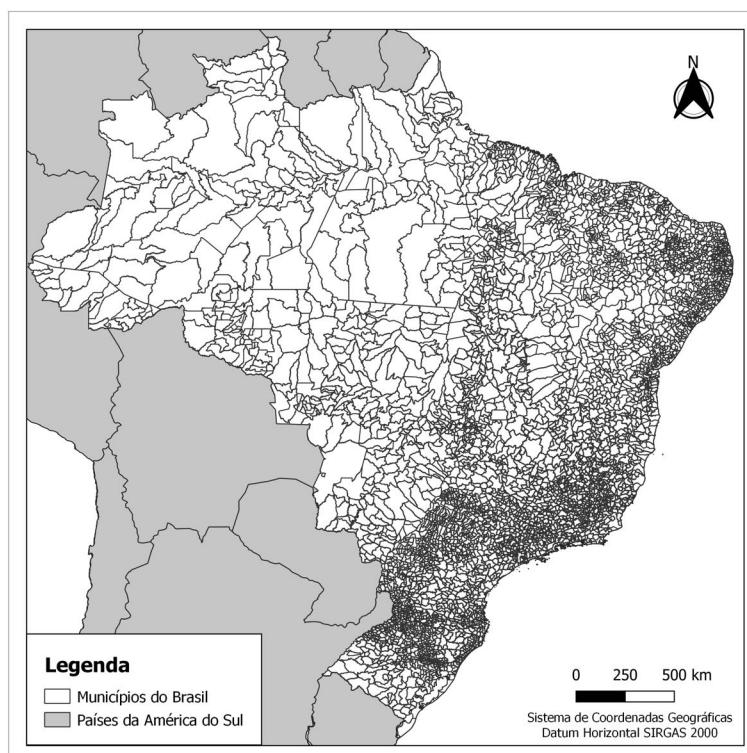 N
Legenda
Municípios do Brasil
Países da América do Sul
0 250 500 km
Sistema de Coordenadas Geográficas
Datum Horizontal SIRGAS 2000